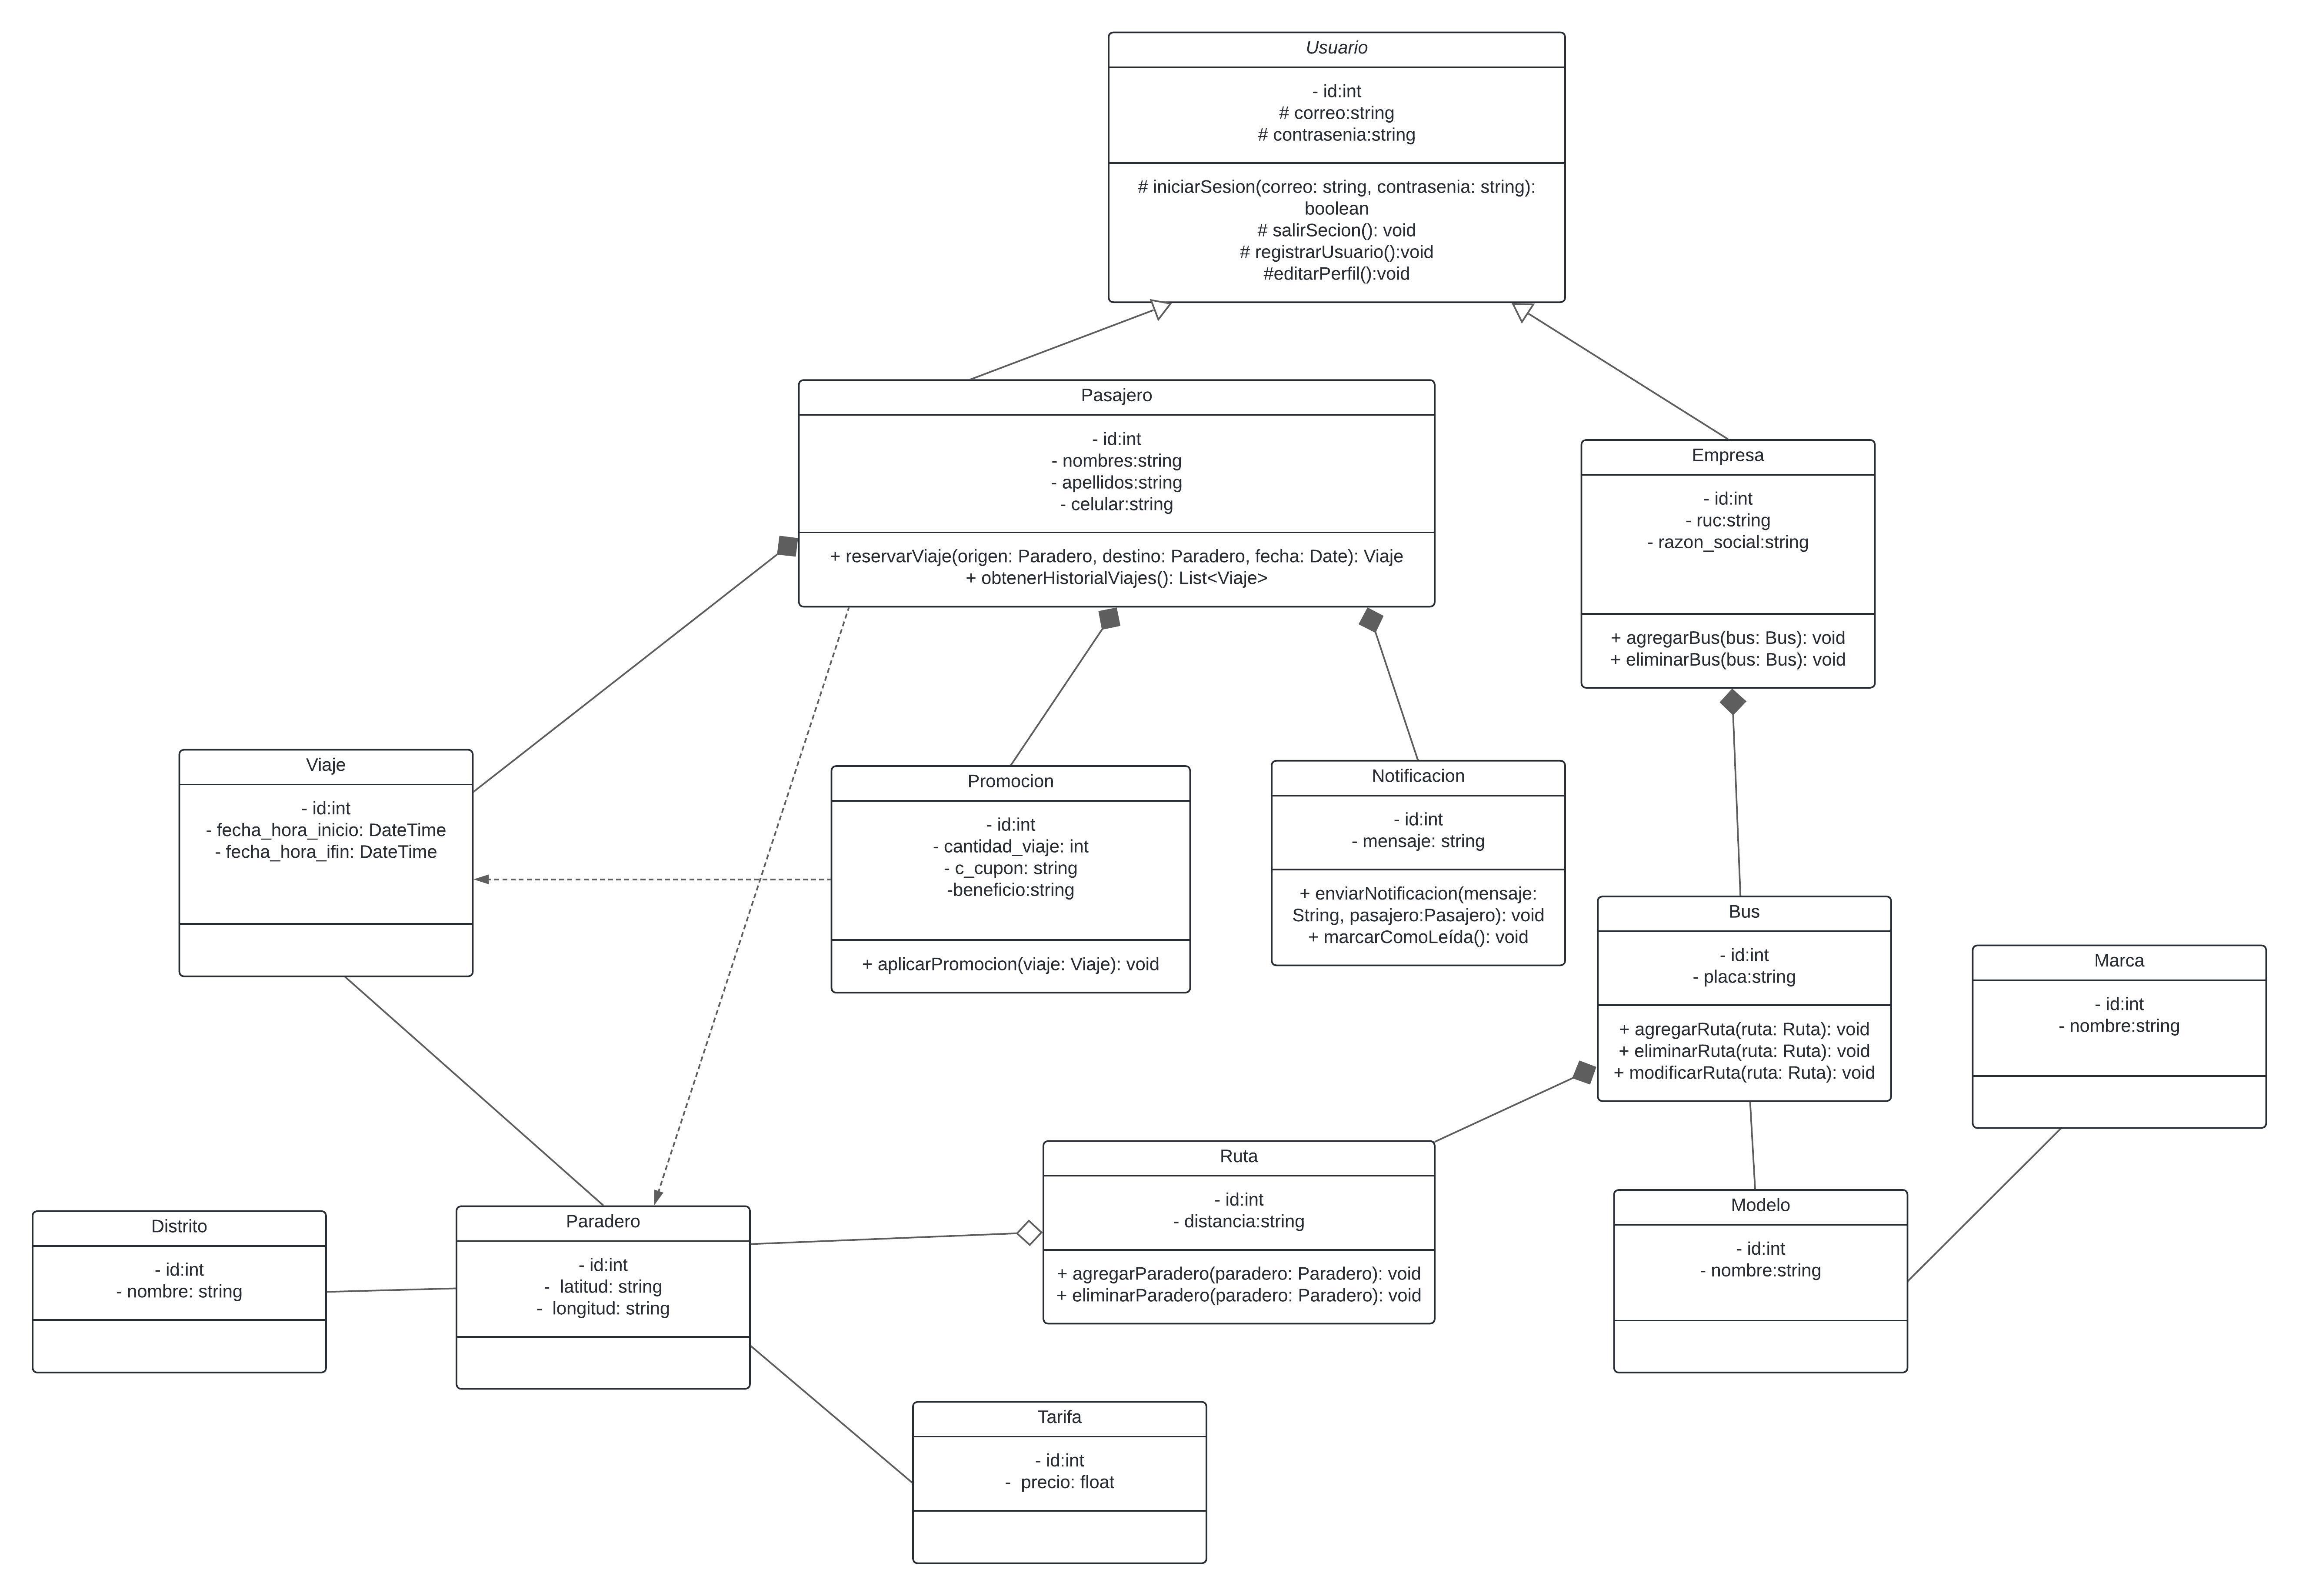 Usuario
- id:int
# correo:string
# contrasenia:string
# iniciarSesion(correo: string, contrasenia: string):
boolean
# salirSecion(): void
# registrarUsuario():void
#editarPerfil():void
Pasajero
- id:int
- nombres:string
- apellidos:string
- celular:string
+ reservarViaje(origen: Paradero, destino: Paradero, fecha: Date): Viaje
+ obtenerHistorialViajes(): List<Viaje>
Empresa
- id:int
- ruc:string
- razon_social:string
+ agregarBus(bus: Bus): void
+ eliminarBus(bus: Bus): void
Viaje
- id:int
- fecha_hora_inicio: DateTime
- fecha_hora_ifin: DateTime
Promocion
- id:int
- cantidad_viaje: int
- c_cupon: string
-beneficio:string
+ aplicarPromocion(viaje: Viaje): void
Notificacion
- id:int
- mensaje: string
+ enviarNotificacion(mensaje:
String, pasajero:Pasajero): void
+ marcarComoLeída(): void
Bus
- id:int
- placa:string
+ agregarRuta(ruta: Ruta): void
+ eliminarRuta(ruta: Ruta): void
+ modificarRuta(ruta: Ruta): void
Marca
- id:int
- nombre:string
Distrito
- id:int
- nombre: string
Paradero
- id:int
- latitud: string
- longitud: string
Ruta
- id:int
- distancia:string
+ agregarParadero(paradero: Paradero): void
+ eliminarParadero(paradero: Paradero): void
Modelo
- id:int
- nombre:string
Tarifa
- id:int
- precio: float